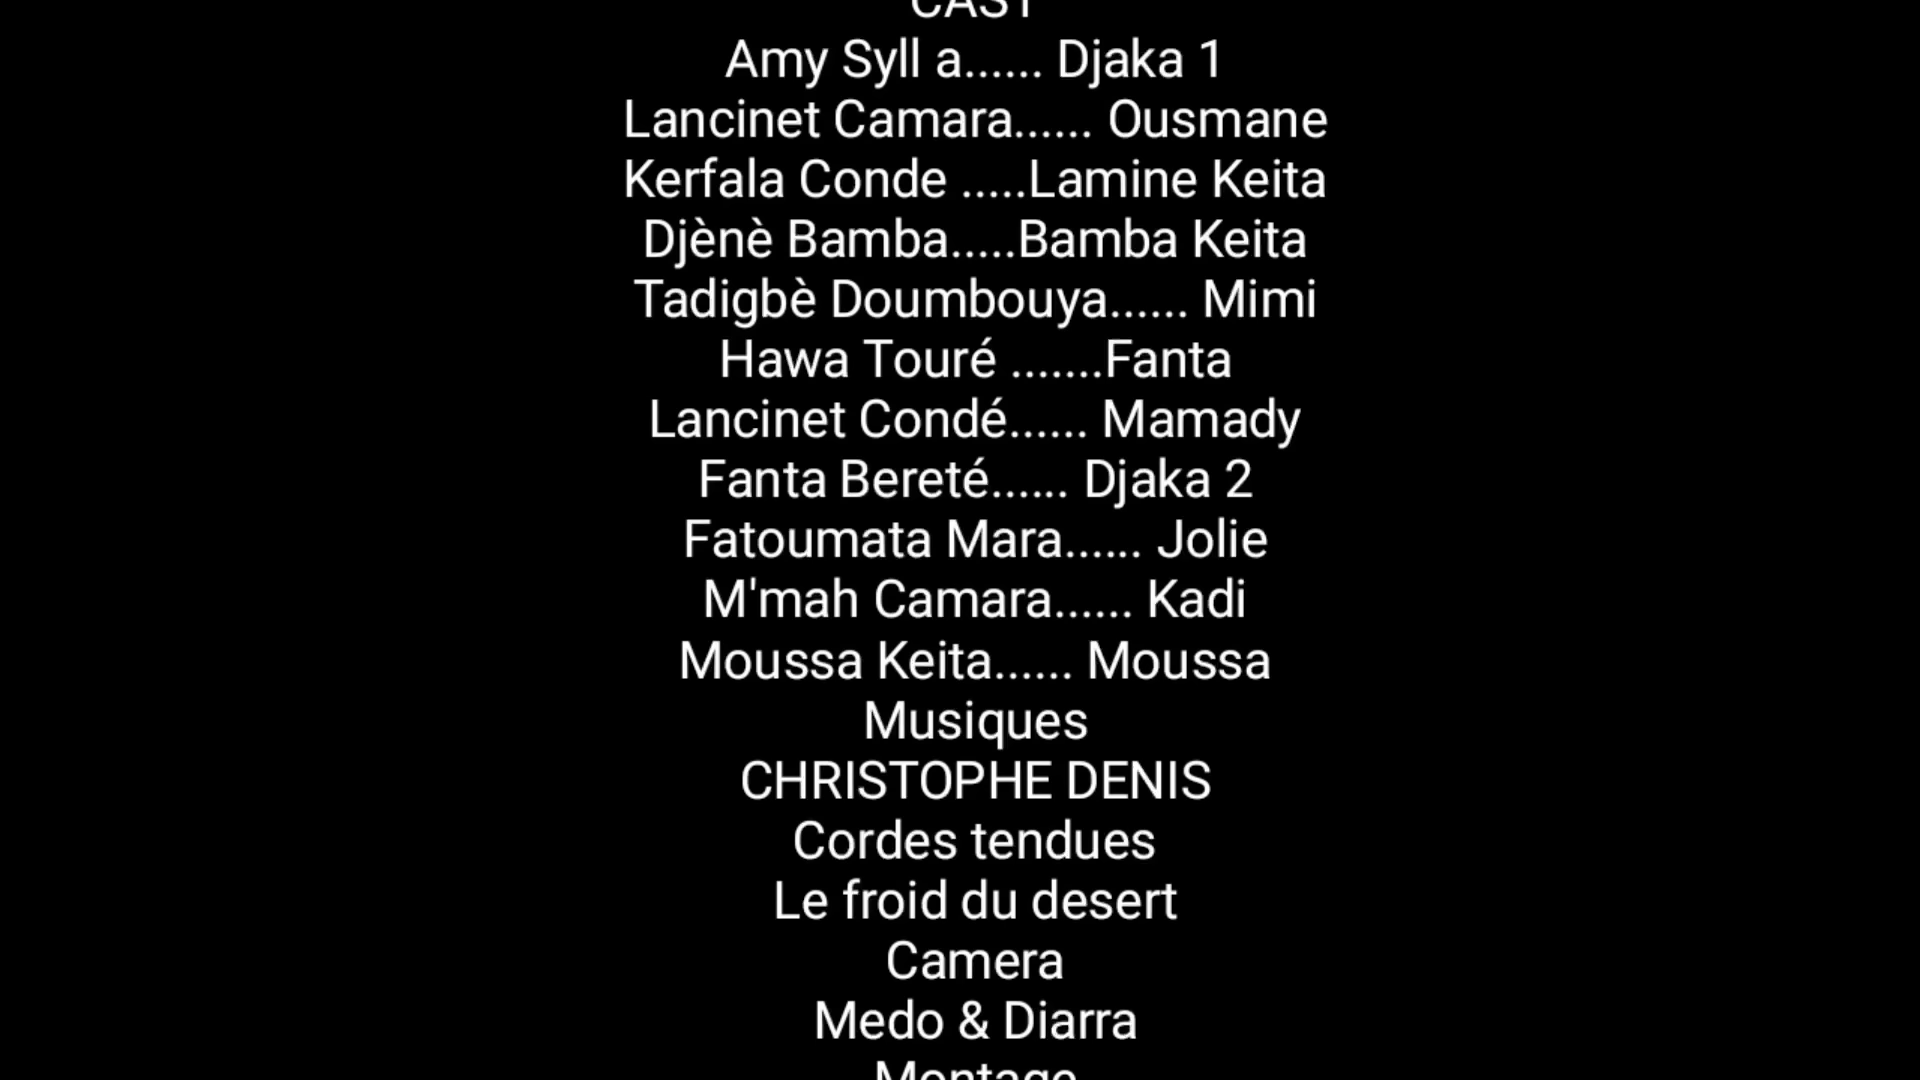 CAST
Amy Syll a...... Djaka 1
Lancinet Camara...... Ousmane
Kerfala Conde .....Lamine Keita
Djènè Bamba.....Bamba Keita
Tadigbè Doumbouya...... Mimi
Hawa Touré .......Fanta
Lancinet Condé...... Mamady
Fanta Bereté...... Djaka 2
Fatoumata Mara...... Jolie
M'mah Camara...... Kadi
Moussa Keita...... Moussa
Musiques
CHRISTOPHE DENIS
Cordes tendues
Le froid du desert
Camera
Medo & Diarra
Montage